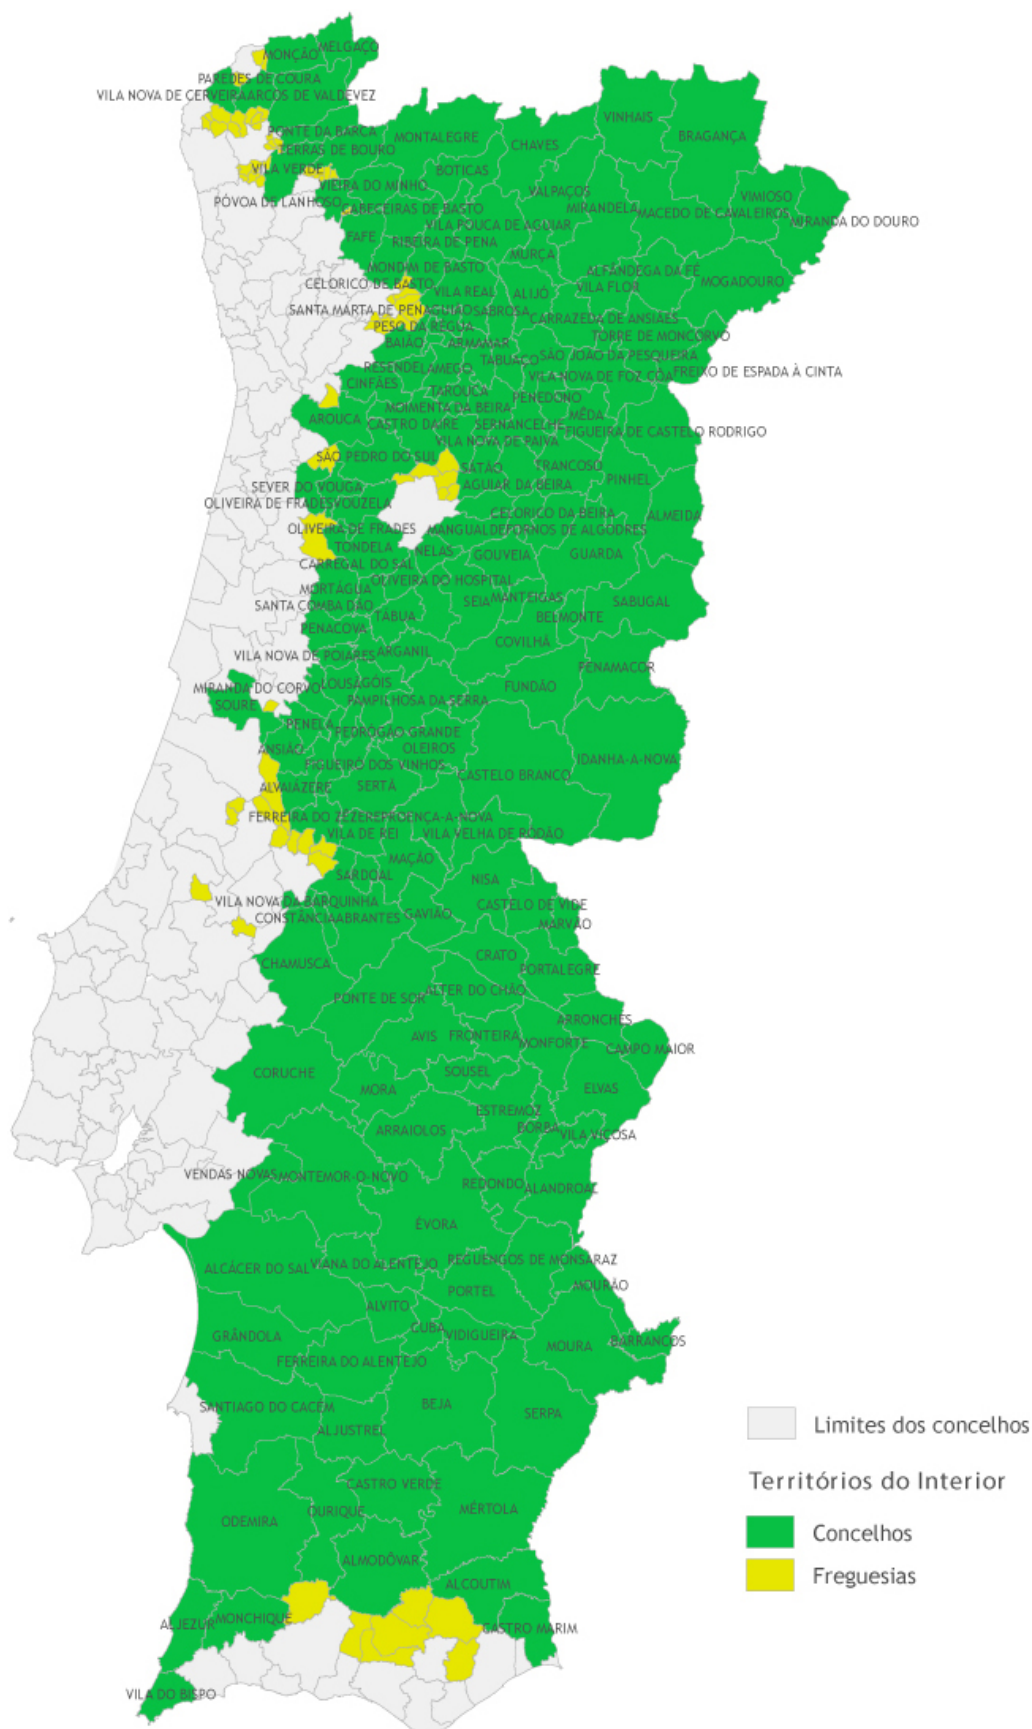 MELGAÇO
MONÇÃO
PAREDES DE COURA
VILA NOVA DE CERVEIRA
ARCOS DE VALDEVEZ
PONTE DA BARCA
TERRAS DE BOURO
VILA VERDE
VIEIRA DO MINHO
PÓVOA DE LANHOSO
CABECEIRAS DE BASTO
FAFE
MONTALEGRE
CHAVES
VINHAIS
BRAGANÇA
BOTICAS
VALPAÇOS
MIRANDELA
MACEDO DE CAVALEIROS
VIMIOSO
MIRANDA DO DOURO
VILA POUCA DE AGUIAR
RIBEIRA DE PENA
MURÇA
MONDIM DE BASTO
CELORICO DE BASTO
ALFÂNDEGA DA FÉ
VILA FLOR
MOGADOURO
VILA REAL
ALIJÓ
SANTA MARTA DE PENAGUIÃO
SABROSA
CARRAZEDA DE ANSIÃES
PESO DA RÉGUA
TORRE DE MONCORVO
BAIÃO
ARMAMAR
TABUAÇO
SÃO JOÃO DA PESQUEIRA
RESENDE
LAMEGO
VILA NOVA DE FOZ CÔA
FREIXO DE ESPADA À CINTA
CINFÃES
TAROUCA
PENEDONO
MOIMENTA DA BEIRA
MÊDA
AROUCA
CASTRO DAIRE
SERNANCELHE
FIGUEIRA DE CASTELO RODRIGO
VILA NOVA DE PAIVA
SÃO PEDRO DO SUL
SÁTÃO
TRANCOSO
AGUIAR DA BEIRA
PINHEL
SEVER DO VOUGA
OLIVEIRA DE FRADES
VOUZELA
CELORICO DA BEIRA
ALMEIDA
OLIVEIRA DE FRADES
MANGUALDE
FORNOS DE ALGODRES
TONDELA
NELAS
GOUVEIA
GUARDA
CARREGAL DO SAL
OLIVEIRA DO HOSPITAL
MORTÁGUA
SEIA
MANTEIGAS
SABUGAL
SANTA COMBA DÃO
TÁBUA
BELMONTE
PENACOVA
COVILHÃ
VILA NOVA DE POIARES
ARGANIL
PENAMACOR
MIRANDA DO CORVO
LOUSÃ
GÓIS
FUNDÃO
SOURE
PAMPILHOSA DA SERRA
PENELA
PEDRÓGÃO GRANDE
ANSIÃO
OLEIROS
FIGUEIRÓ DOS VINHOS
IDANHA-A-NOVA
CASTELO BRANCO
ALVAIÁZERE
SERTÃ
FERREIRA DO ZÊZERE
PROENÇA-A-NOVA
VILA DE REI
VILA VELHA DE RODÃO
MAÇÃO
SARDOAL
NISA
VILA NOVA DA BARQUINHA
CASTELO DE VIDE
CONSTÂNCIA
ABRANTES
GAVIÃO
MARVÃO
CHAMUSCA
CRATO
PORTALEGRE
PONTE DE SOR
ALTER DO CHÃO
ARRONCHES
AVIS
FRONTEIRA
MONFORTE
CAMPO MAIOR
CORUCHE
SOUSEL
MORA
ELVAS
ESTREMOZ
ARRAIOLOS
BORBA
VILA VIÇOSA
VENDAS NOVAS
MONTEMOR-O-NOVO
REDONDO
ALANDROAL
ÉVORA
ALCÁCER DO SAL
VIANA DO ALENTEJO
REGUENGOS DE MONSARAZ
PORTEL
MOURÃO
ALVITO
GRÂNDOLA
CUBA
VIDIGUEIRA
MOURA
BARRANCOS
FERREIRA DO ALENTEJO
SANTIAGO DO CACÉM
BEJA
SERPA
ALJUSTREL
CASTRO VERDE
OURIQUE
MÉRTOLA
ODEMIRA
ALMODÔVAR
ALCOUTIM
ALJEZUR
MONCHIQUE
CASTRO MARIM
VILA DO BISPO
Limites dos concelhos
Territórios do Interior
Concelhos
Freguesias